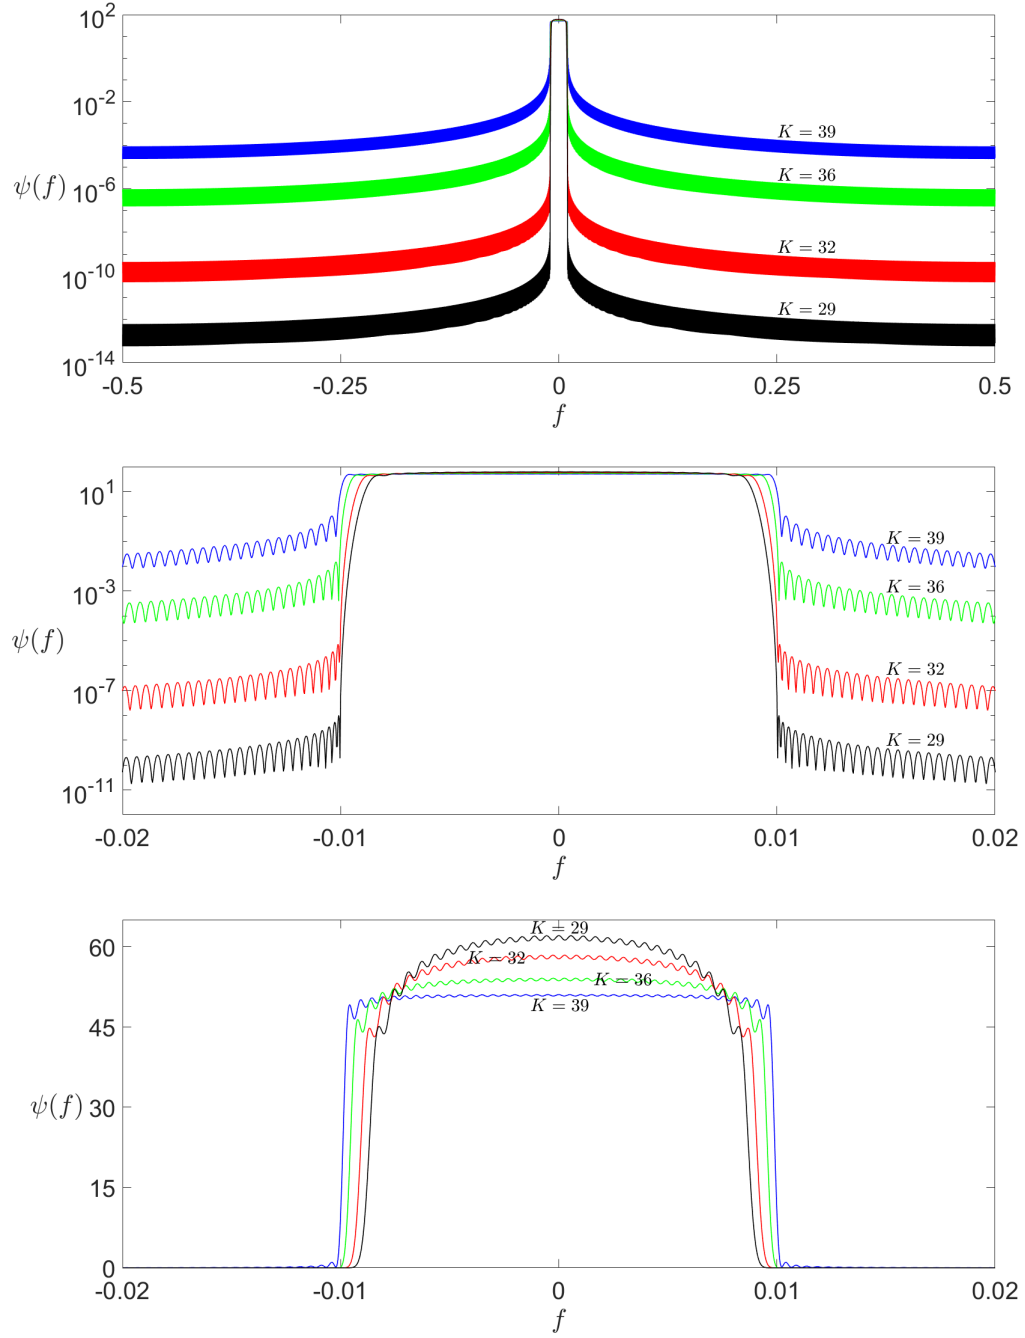 10^2
10^-2
K = 39
ψ(f)
10^-6
K = 36
K = 32
10^-10
K = 29
10^-14
-0.5 -0.25 0 0.25 0.5
f
10^1
K = 39
10^-3
K = 36
ψ(f)
K = 32
10^-7
K = 29
10^-11
-0.02 -0.01 0 0.01 0.02
f
K = 29
60
K = 32
K = 36
K = 39
45
ψ(f)
30
15
0
-0.02 -0.01 0 0.01 0.02
f